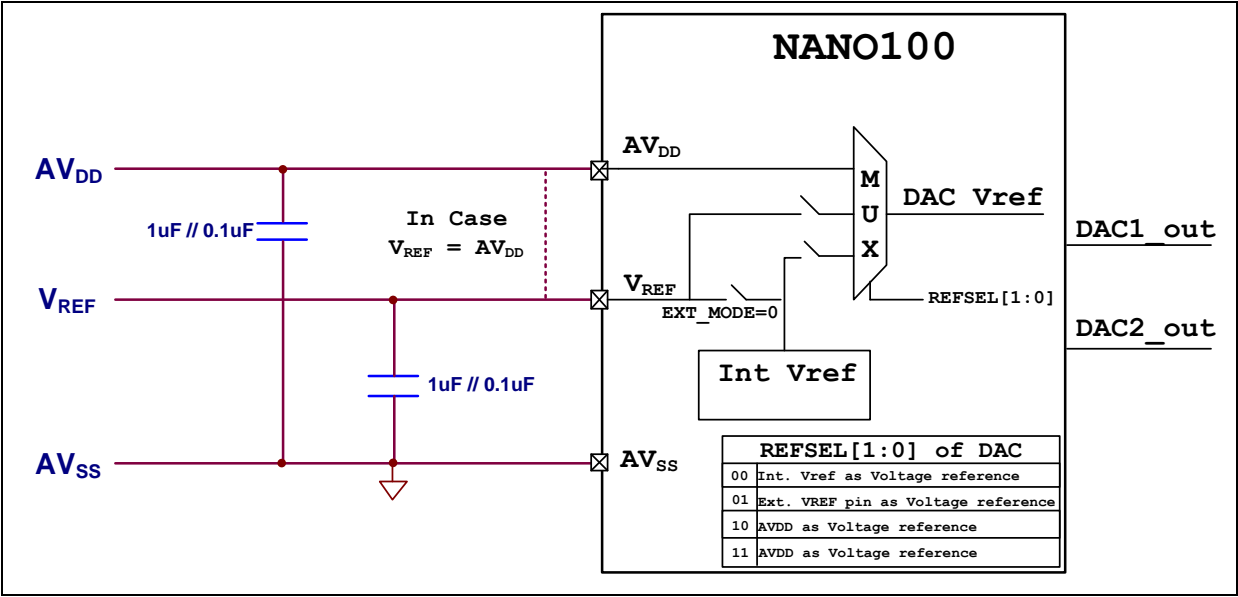 NANO100
AVDD
AVDD
1uF // 0.1uF
In Case
VREF = AVDD
M
U
X
DAC Vref
DAC1_out
VREF
VREF
EXT_MODE=0
REFSEL[1:0]
DAC2_out
Int Vref
1uF // 0.1uF
AVSS
AVSS
REFSEL[1:0] of DAC
00 Int. Vref as Voltage reference
01 Ext. VREF pin as Voltage reference
10 AVDD as Voltage reference
11 AVDD as Voltage reference